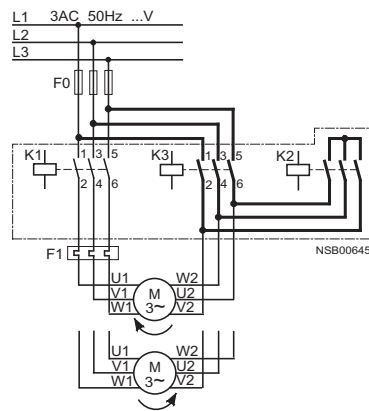 L1 3AC 50Hz ...V
L2
L3
F0
K1 1 3 5 K3 1 3 5 K2
2 4 6 2 4 6
NSB00645
F1
U1 W2
V1 M U2
W1 3~ V2
U1 W2
V1 M U2
W1 3~ V2